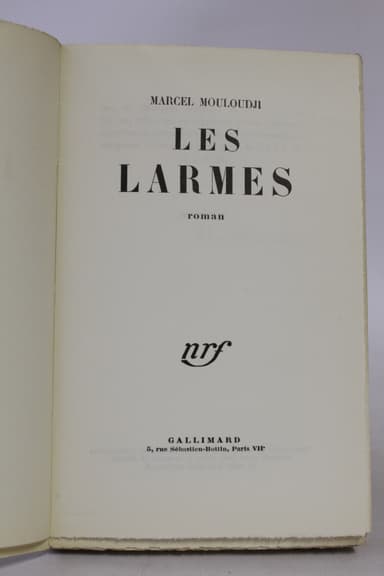 MARCEL MOULOUDJI
LES
LARMES
roman
nrf
GALLIMARD
5, rue Sébastien-Bottin, Paris VIIe